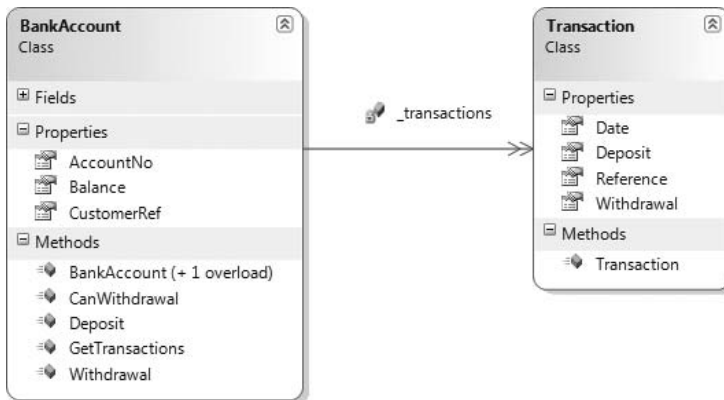 BankAccount
Class
Fields
Properties
AccountNo
Balance
CustomerRef
Methods
BankAccount (+ 1 overload)
CanWithdrawal
Deposit
GetTransactions
Withdrawal
_transactions
Transaction
Class
Properties
Date
Deposit
Reference
Withdrawal
Methods
Transaction